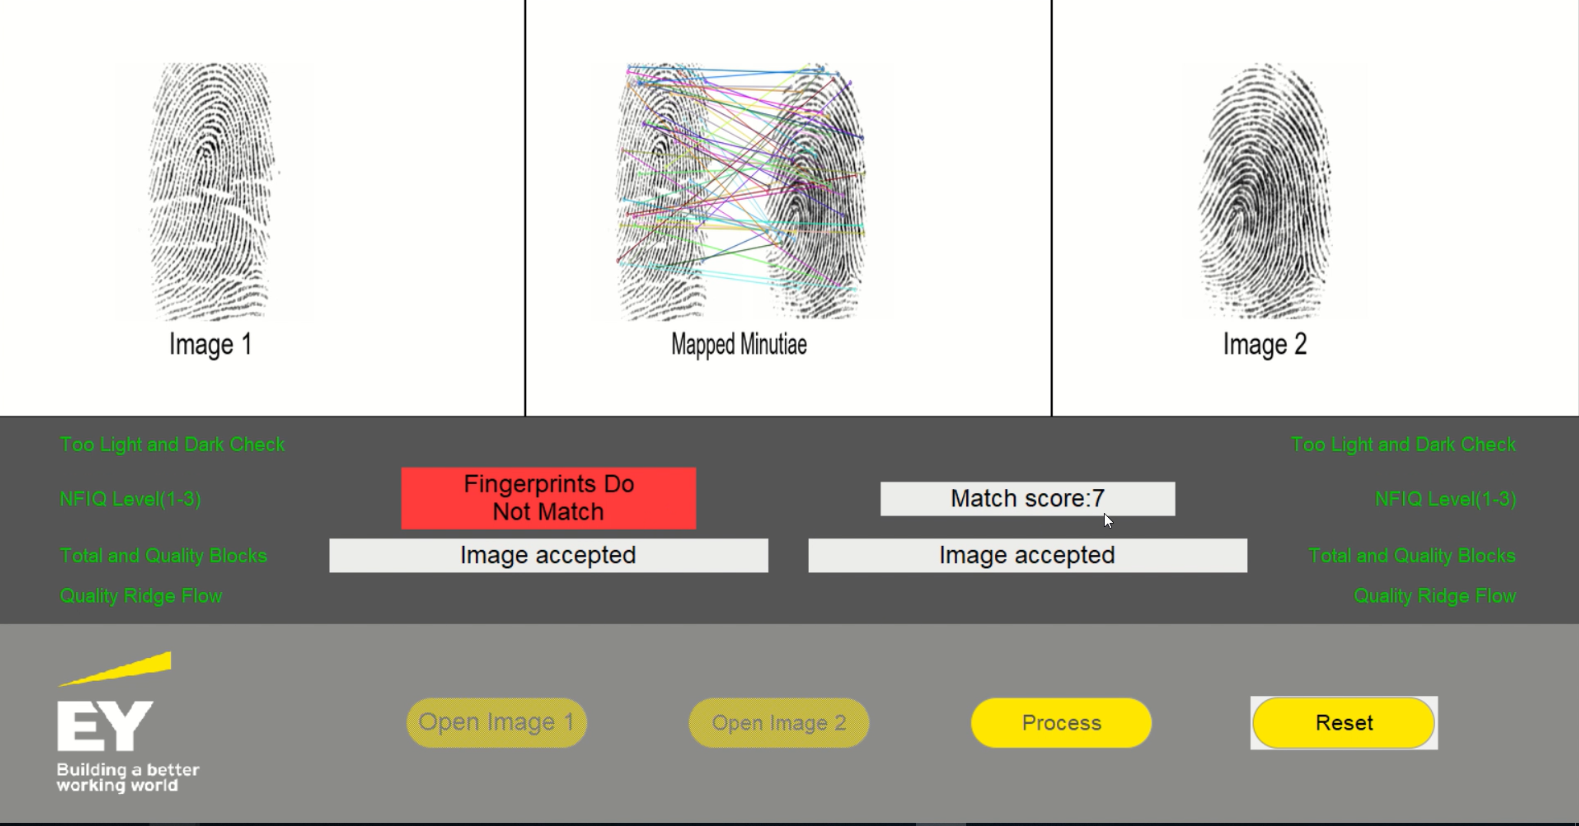 Image 1
Mapped Minutiae
Image 2
Too Light and Dark Check
Too Light and Dark Check
Fingerprints Do
Not Match
NFIQ Level(1-3)
Match score:7
NFIQ Level(1-3)
Total and Quality Blocks
Image accepted
Image accepted
Total and Quality Blocks
Quality Ridge Flow
Quality Ridge Flow
EY
Building a better
working world
Open Image 1
Open Image 2
Process
Reset